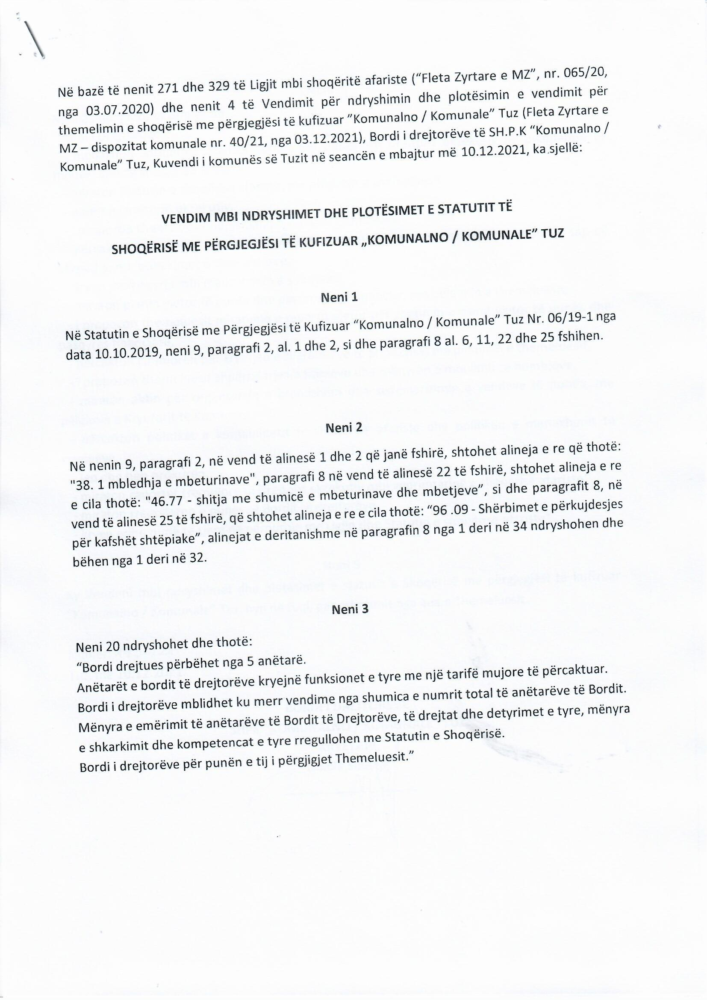 Në bazë të nenit 271 dhe 329 të Ligjit mbi shoqëritë afariste (“Fleta Zyrtare e MZ”, nr. 065/20,
nga 03.07.2020) dhe nenit 4 të Vendimit për ndryshimin dhe plotësimin e vendimit për
themelimin e shoqërisë me përgjegjësi të kufizuar ”Komunalno / Komunale” Tuz (Fleta Zyrtare e
MZ – dispozitat komunale nr. 40/21, nga 03.12.2021), Bordi i drejtorëve të SH.P.K “Komunalno /
Komunale” Tuz, Kuvendi i komunës së Tuzit në seancën e mbajtur më 10.12.2021, ka sjellë:
VENDIM MBI NDRYSHIMET DHE PLOTËSIMET E STATUTIT TË
SHOQËRISË ME PËRGJEGJËSI TË KUFIZUAR „KOMUNALNO / KOMUNALE” TUZ
Neni 1
Në Statutin e Shoqërisë me Përgjegjësi të Kufizuar “Komunalno / Komunale” Tuz Nr. 06/19-1 nga
data 10.10.2019, neni 9, paragrafi 2, al. 1 dhe 2, si dhe paragrafi 8 al. 6, 11, 22 dhe 25 fshihen.
Neni 2
Në nenin 9, paragrafi 2, në vend të alinesë 1 dhe 2 që janë fshirë, shtohet alineja e re që thotë:
"38. 1 mbledhja e mbeturinave", paragrafi 8 në vend të alinesë 22 të fshirë, shtohet alineja e re
e cila thotë: "46.77 - shitja me shumicë e mbeturinave dhe mbetjeve”, si dhe paragrafit 8, në
vend të alinesë 25 të fshirë, që shtohet alineja e re e cila thotë: “96 .09 - Shërbimet e përkujdesjes
për kafshët shtëpiake”, alinejat e deritanishme në paragrafin 8 nga 1 deri në 34 ndryshohen dhe
bëhen nga 1 deri në 32.
Neni 3
Neni 20 ndryshohet dhe thotë:
“Bordi drejtues përbëhet nga 5 anëtarë.
Anëtarët e bordit të drejtorëve kryejnë funksionet e tyre me një tarifë mujore të përcaktuar.
Bordi i drejtorëve mblidhet ku merr vendime nga shumica e numrit total të anëtarëve të Bordit.
Mënyra e emërimit të anëtarëve të Bordit të Drejtorëve, të drejtat dhe detyrimet e tyre, mënyra
e shkarkimit dhe kompetencat e tyre rregullohen me Statutin e Shoqërisë.
Bordi i drejtorëve për punën e tij i përgjigjet Themeluesit.”